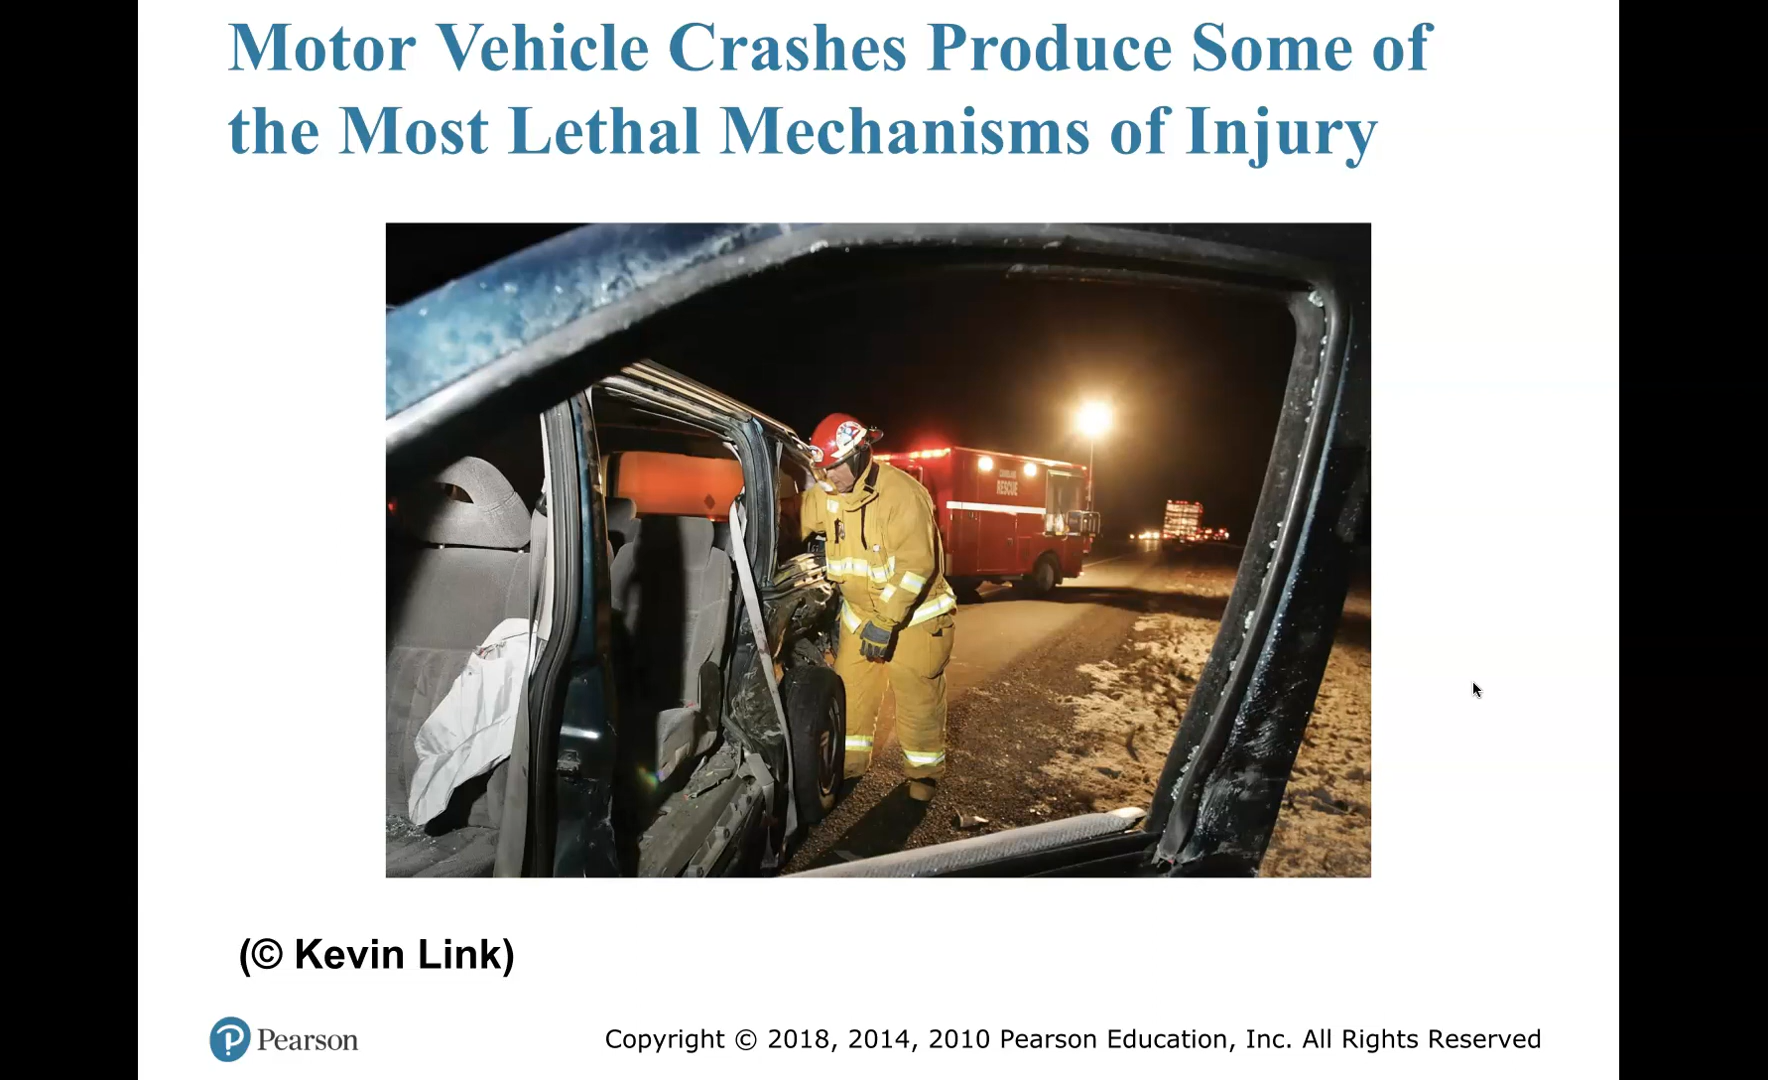 Motor Vehicle Crashes Produce Some of
the Most Lethal Mechanisms of Injury
RESCUE
(© Kevin Link)
Pearson
Copyright © 2018, 2014, 2010 Pearson Education, Inc. All Rights Reserved